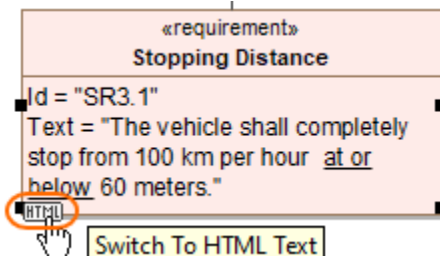 «requirement»
Stopping Distance
Id = "SR3.1"
Text = "The vehicle shall completely
stop from 100 km per hour  at or
below 60 meters."
HTML
Switch To HTML Text